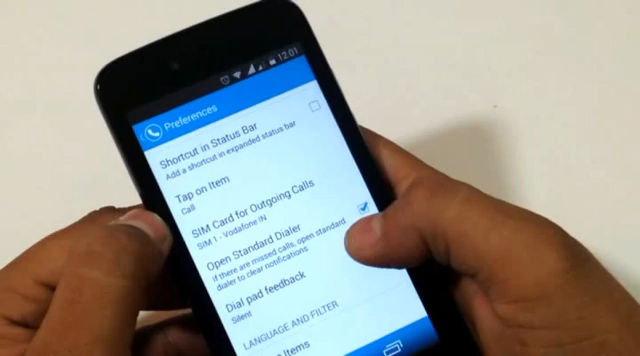 12:01
Preferences
Shortcut in Status Bar
Add a shortcut in expanded status bar
Tap on Item
Call
SIM Card for Outgoing Calls
SIM 1 - Vodafone IN
Open Standard Dialer
if there are missed calls, open standard
dialer to clear notifications
Dial pad feedback
Silent
LANGUAGE AND FILTER
Items